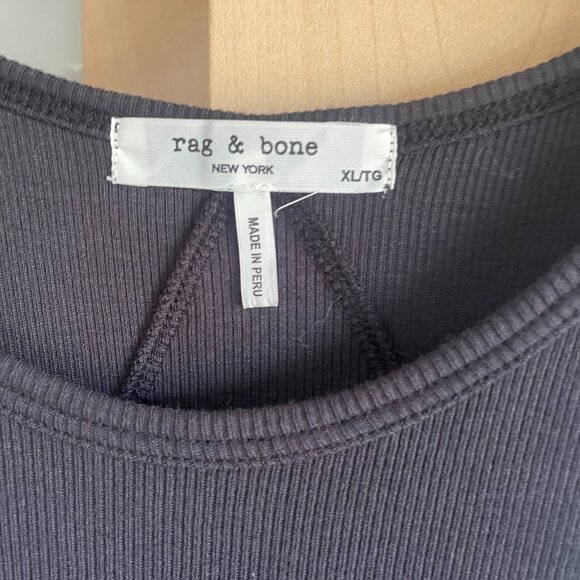 rag & bone
NEW YORK
XL/TG
MADE IN PERU